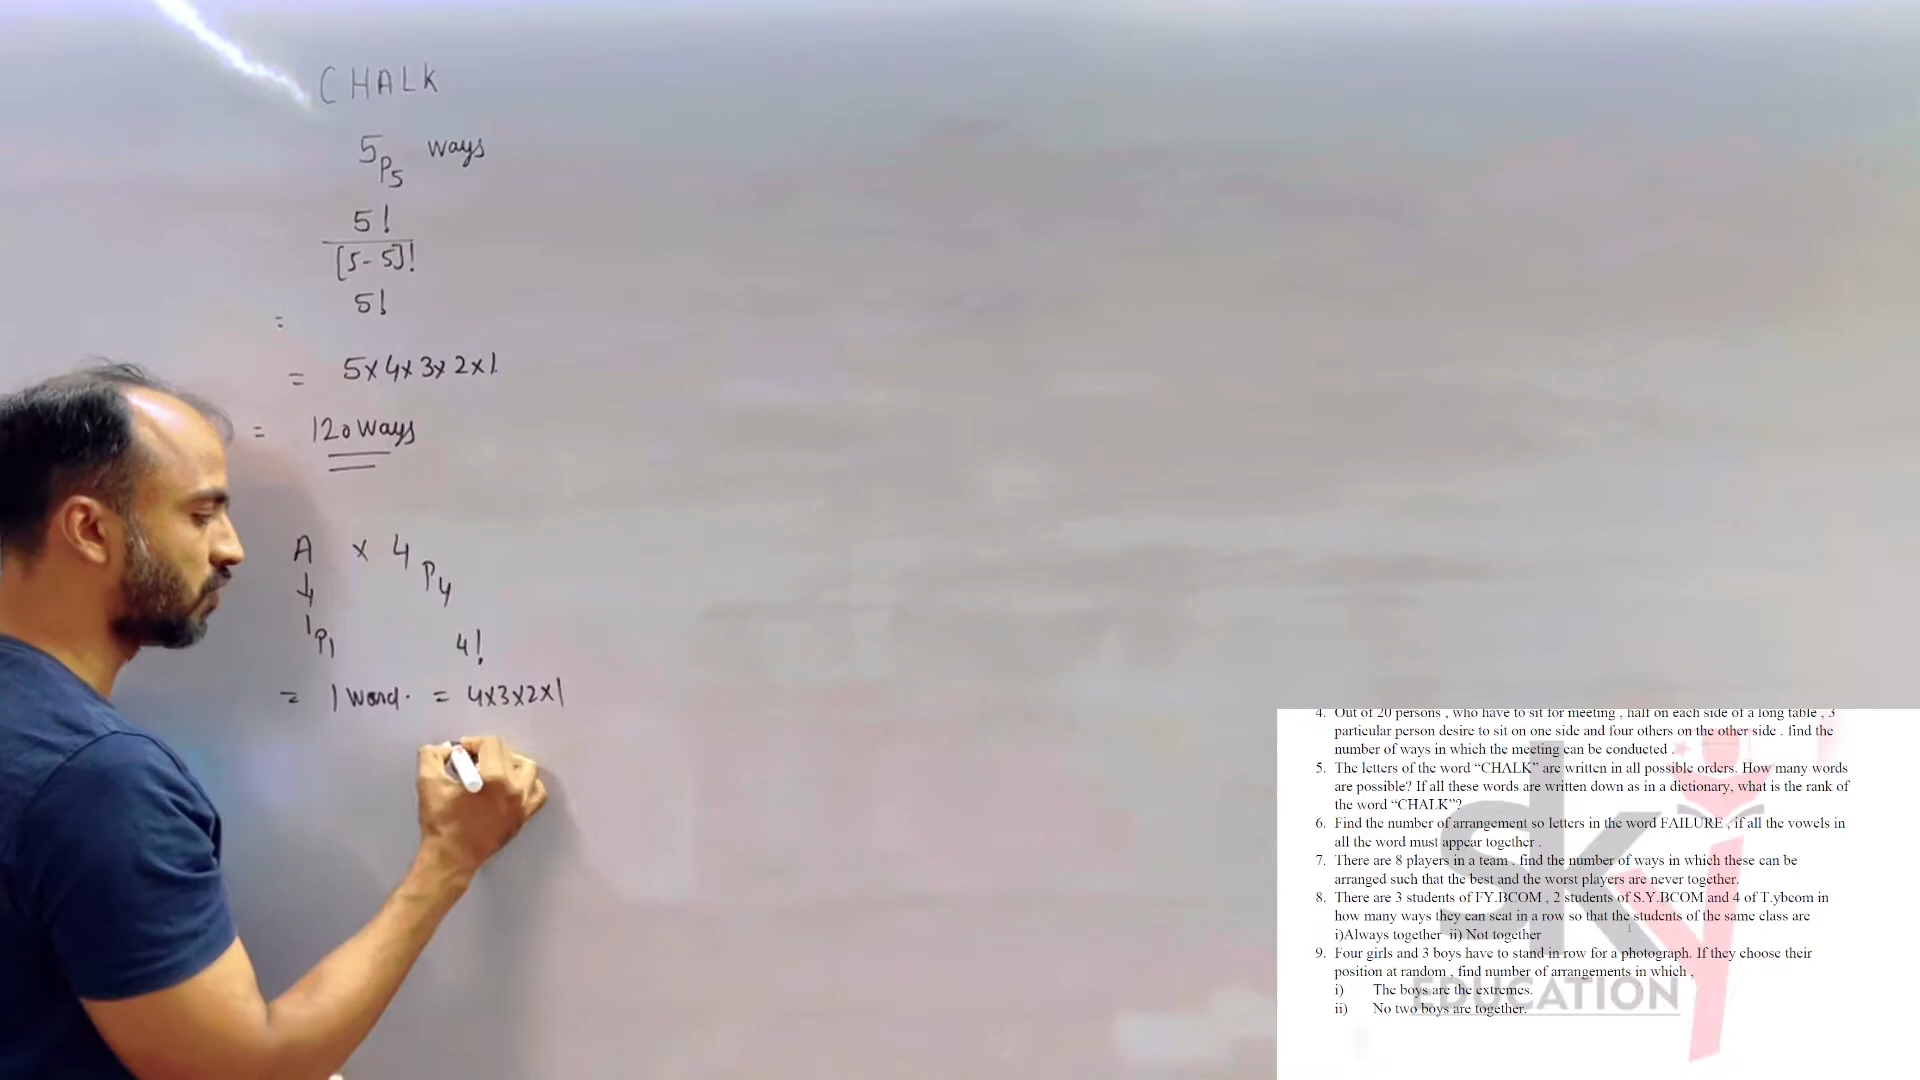 CHALK
5P5 ways
5!
[5-5]!
= 5!
= 5x4x3x2x1
= 120 ways
A x 4P4
1P1 4!
= 1 word. = 4x3x2x1
4. Out of 20 persons , who have to sit for meeting , half on each side of a long table , 3
particular person desire to sit on one side and four others on the other side . find the
number of ways in which the meeting can be conducted .
5. The letters of the word “CHALK” are written in all possible orders. How many words
are possible? If all these words are written down as in a dictionary, what is the rank of
the word “CHALK”?
6. Find the number of arrangement so letters in the word FAILURE , if all the vowels in
all the word must appear together .
7. There are 8 players in a team . find the number of ways in which these can be
arranged such that the best and the worst players are never together.
8. There are 3 students of FY.BCOM , 2 students of S.Y.BCOM and 4 of T.ybcom in
how many ways they can seat in a row so that the students of the same class are
i)Always together ii) Not together
9. Four girls and 3 boys have to stand in row for a photograph. If they choose their
position at random , find number of arrangements in which ,
i) The boys are the extremes.
ii) No two boys are together.
sky
EDUCATION